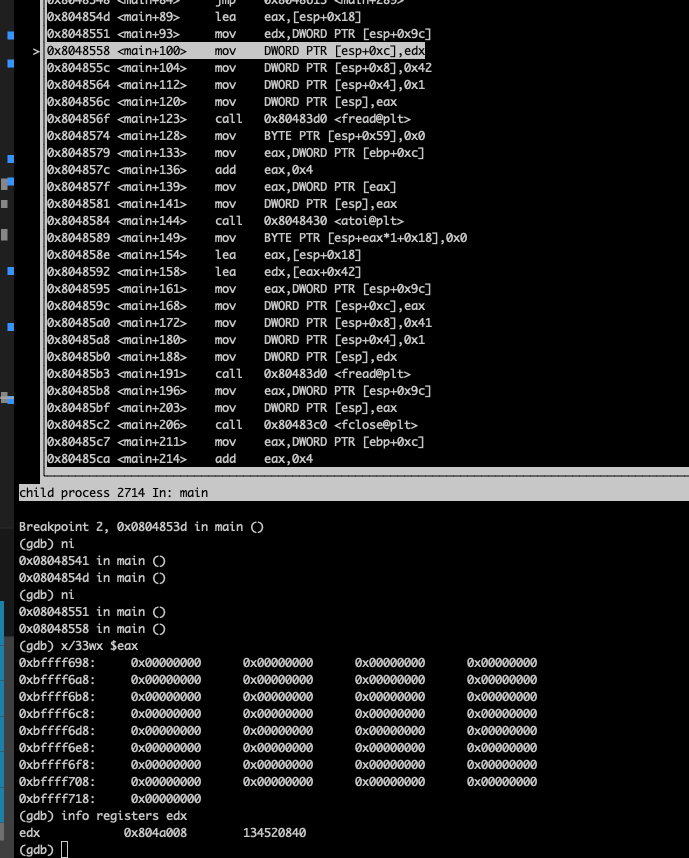 0x8048548 <main+84> jmp 0x8048615 <main+289>
0x804854d <main+89> lea eax,[esp+0x18]
0x8048551 <main+93> mov edx,DWORD PTR [esp+0x9c]
>0x8048558 <main+100> mov DWORD PTR [esp+0xc],edx
0x804855c <main+104> mov DWORD PTR [esp+0x8],0x42
0x8048564 <main+112> mov DWORD PTR [esp+0x4],0x1
0x804856c <main+120> mov DWORD PTR [esp],eax
0x804856f <main+123> call 0x80483d0 <fread@plt>
0x8048574 <main+128> mov BYTE PTR [esp+0x59],0x0
0x8048579 <main+133> mov eax,DWORD PTR [ebp+0xc]
0x804857c <main+136> add eax,0x4
0x804857f <main+139> mov eax,DWORD PTR [eax]
0x8048581 <main+141> mov DWORD PTR [esp],eax
0x8048584 <main+144> call 0x8048430 <atoi@plt>
0x8048589 <main+149> mov BYTE PTR [esp+eax*1+0x18],0x0
0x804858e <main+154> lea eax,[esp+0x18]
0x8048592 <main+158> lea edx,[eax+0x42]
0x8048595 <main+161> mov eax,DWORD PTR [esp+0x9c]
0x804859c <main+168> mov DWORD PTR [esp+0xc],eax
0x80485a0 <main+172> mov DWORD PTR [esp+0x8],0x41
0x80485a8 <main+180> mov DWORD PTR [esp+0x4],0x1
0x80485b0 <main+188> mov DWORD PTR [esp],edx
0x80485b3 <main+191> call 0x80483d0 <fread@plt>
0x80485b8 <main+196> mov eax,DWORD PTR [esp+0x9c]
0x80485bf <main+203> mov DWORD PTR [esp],eax
0x80485c2 <main+206> call 0x80483c0 <fclose@plt>
0x80485c7 <main+211> mov eax,DWORD PTR [ebp+0xc]
0x80485ca <main+214> add eax,0x4
child process 2714 In: main
Breakpoint 2, 0x0804853d in main ()
(gdb) ni
0x08048541 in main ()
0x0804854d in main ()
(gdb) ni
0x08048551 in main ()
0x08048558 in main ()
(gdb) x/33wx $eax
0xbffff698: 0x00000000 0x00000000 0x00000000 0x00000000
0xbffff6a8: 0x00000000 0x00000000 0x00000000 0x00000000
0xbffff6b8: 0x00000000 0x00000000 0x00000000 0x00000000
0xbffff6c8: 0x00000000 0x00000000 0x00000000 0x00000000
0xbffff6d8: 0x00000000 0x00000000 0x00000000 0x00000000
0xbffff6e8: 0x00000000 0x00000000 0x00000000 0x00000000
0xbffff6f8: 0x00000000 0x00000000 0x00000000 0x00000000
0xbffff708: 0x00000000 0x00000000 0x00000000 0x00000000
0xbffff718: 0x00000000
(gdb) info registers edx
edx 0x804a008 134520840
(gdb)